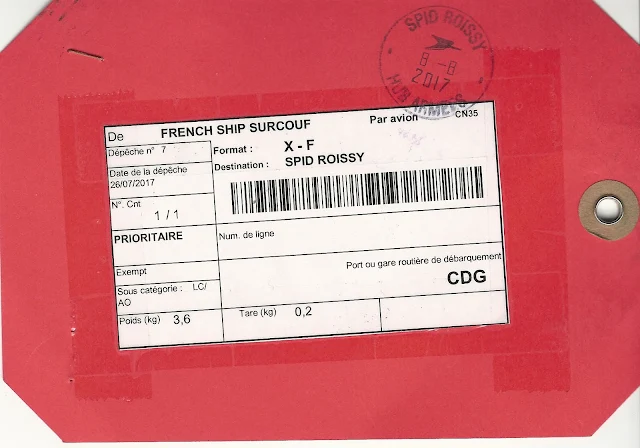 SPID ROISSY
8 -8
2017
HUB ARMEES
De FRENCH SHIP SURCOUF Par avion CN35
Dépêche n° 7
Format : X - F
Destination : SPID ROISSY
Date de la dépêche
26/07/2017
N°. Cnt
1 / 1
PRIORITAIRE
Num. de ligne
Exempt
Port ou gare routière de débarquement
CDG
Sous catégorie : LC/
AO
Poids (kg) 3,6
Tare (kg) 0,2